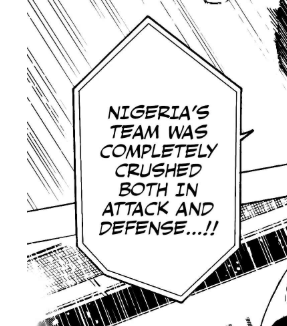 NIGERIA'S
TEAM WAS
COMPLETELY
CRUSHED
BOTH IN
ATTACK AND
DEFENSE...!!